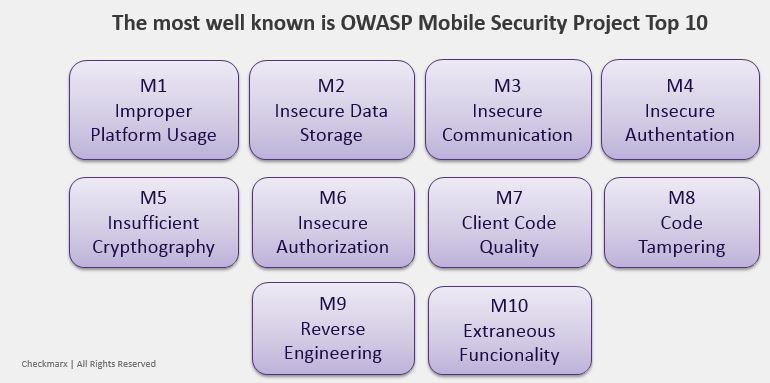 The most well known is OWASP Mobile Security Project Top 10
M1
Improper
Platform Usage
M2
Insecure Data
Storage
M3
Insecure
Communication
M4
Insecure
Authentation
M5
Insufficient
Crypthography
M6
Insecure
Authorization
M7
Client Code
Quality
M8
Code
Tampering
M9
Reverse
Engineering
M10
Extraneous
Funcionality
Checkmarx | All Rights Reserved